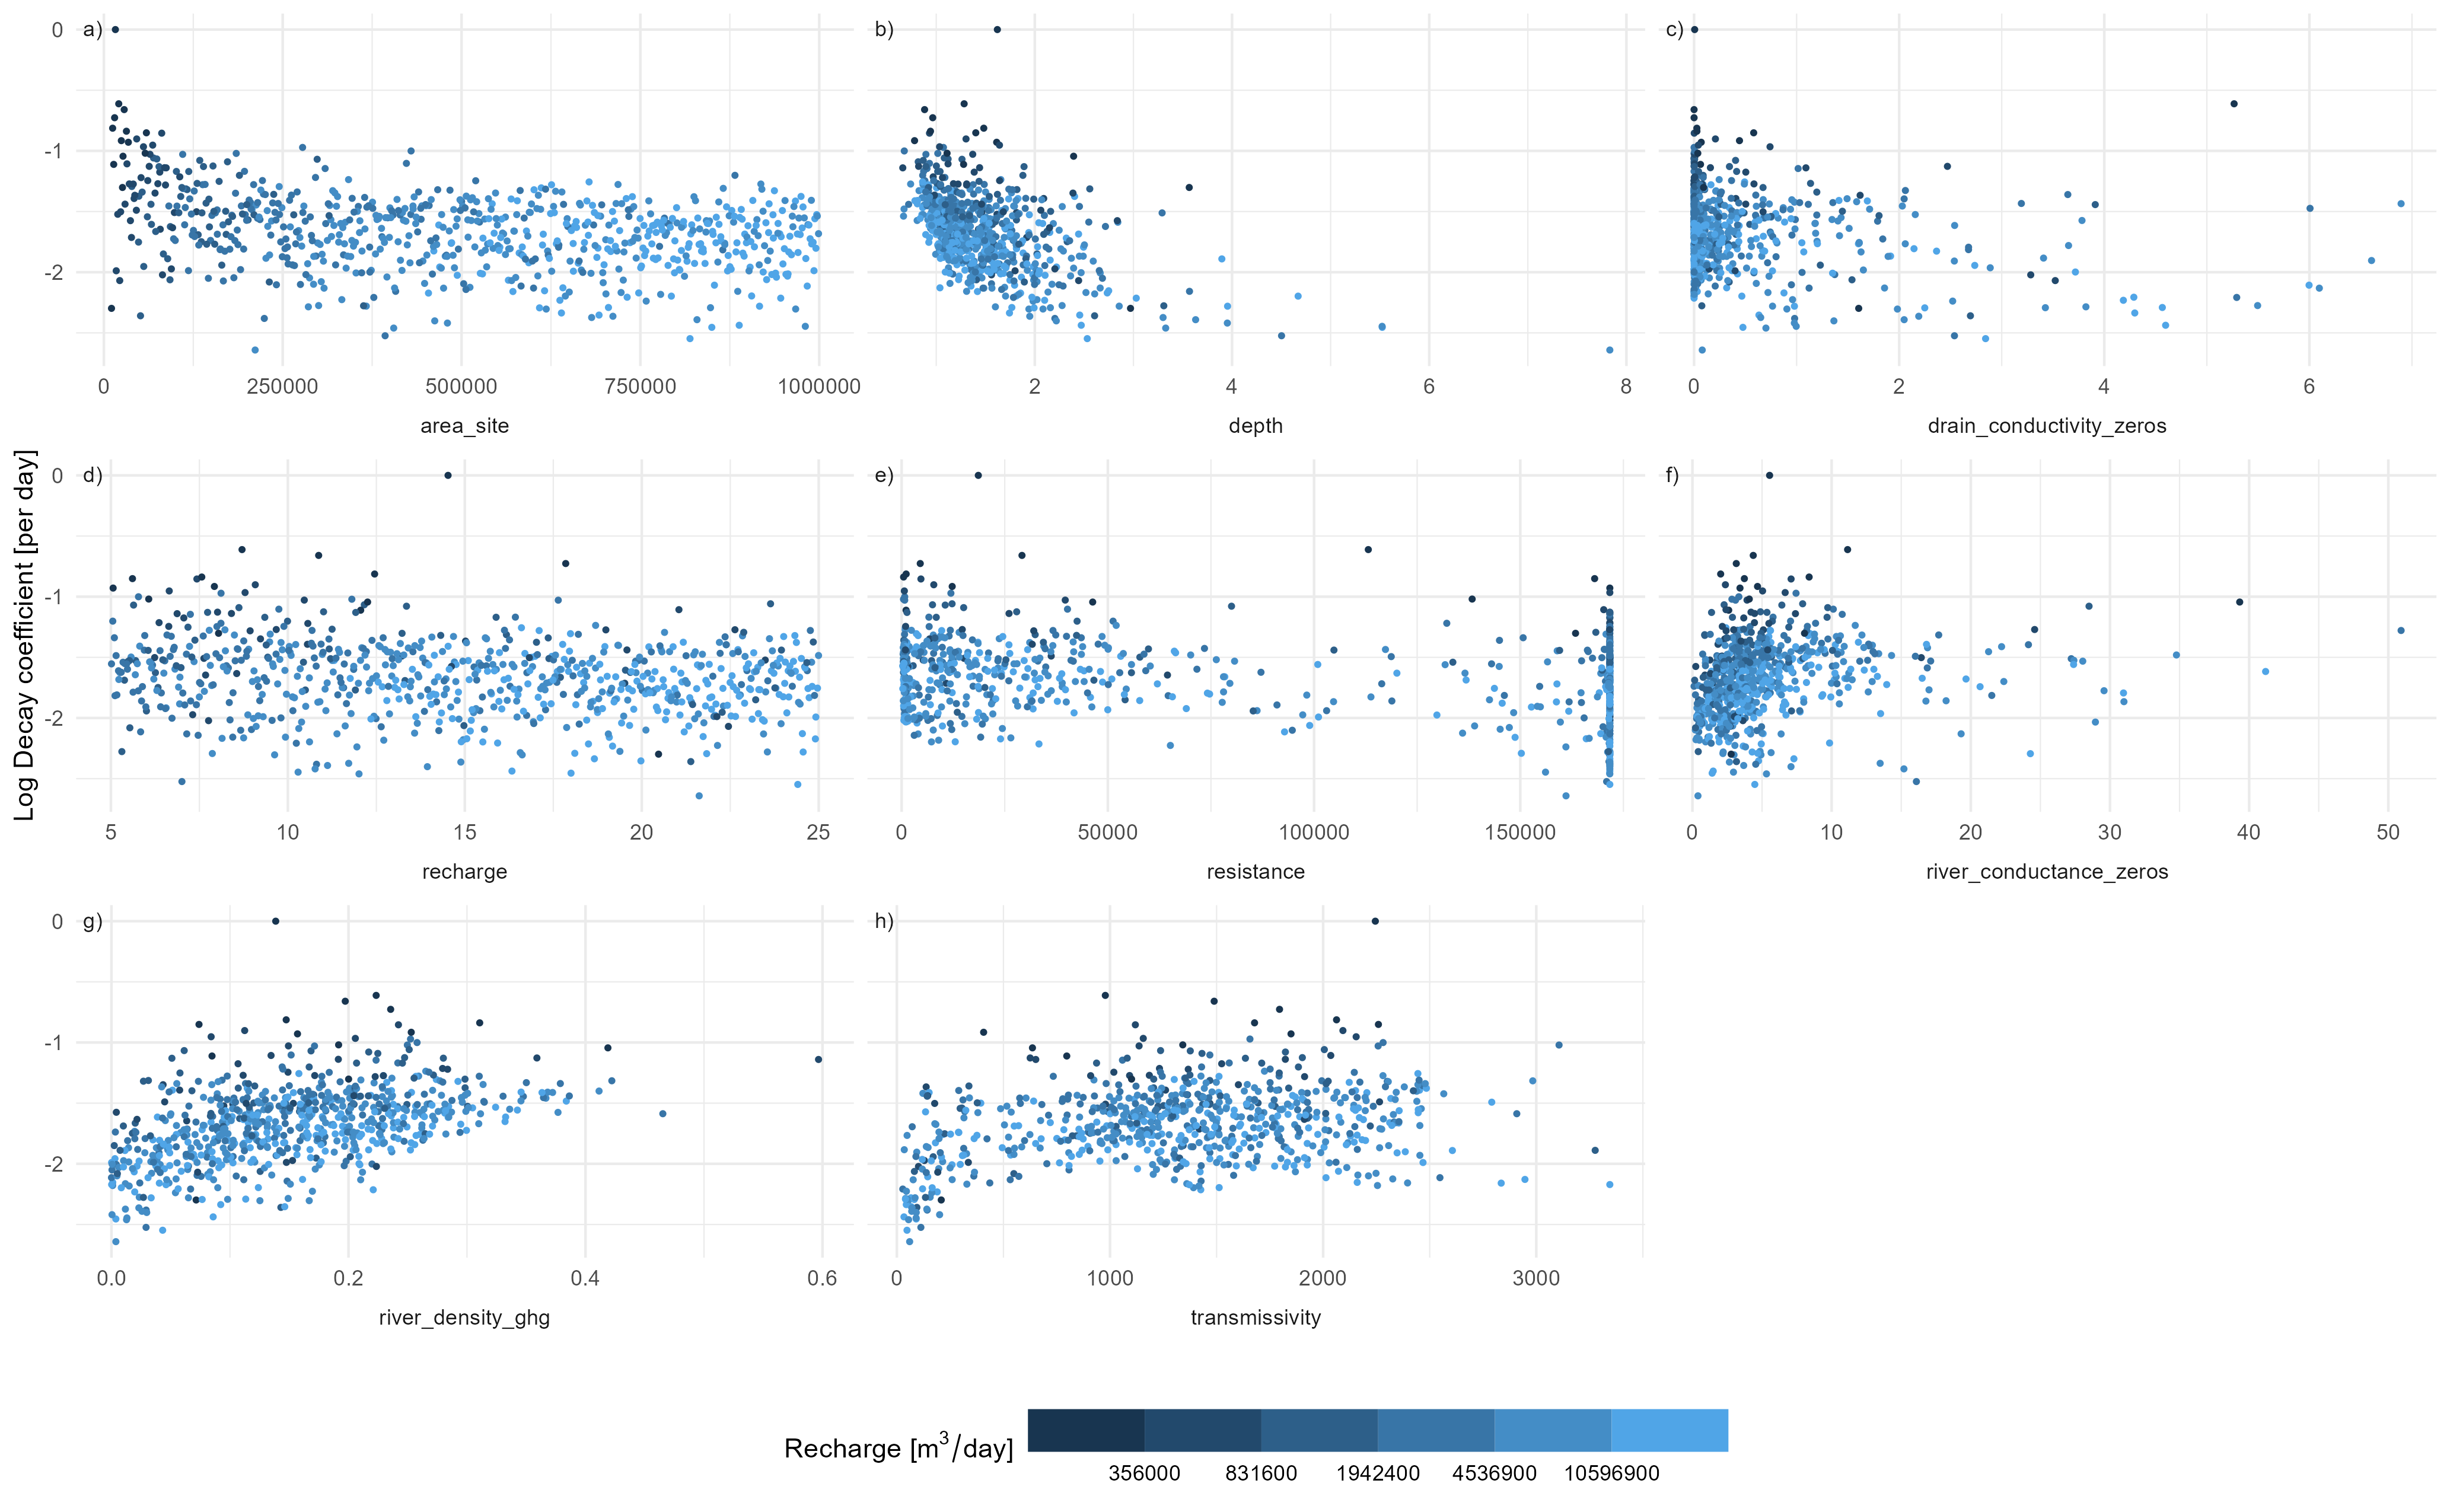 a) b) c)
0
-1
-2
0 250000 500000 750000 1000000 2 4 6 8 0 2 4 6
area_site depth drain_conductivity_zeros
Log Decay coefficient [per day]
d) e) f)
0
-1
-2
5 10 15 20 25 0 50000 100000 150000 0 10 20 30 40 50
recharge resistance river_conductance_zeros
g) h)
0
-1
-2
0.0 0.2 0.4 0.6 0 1000 2000 3000
river_density_ghg transmissivity
Recharge [m³/day]
356000 831600 1942400 4536900 10596900